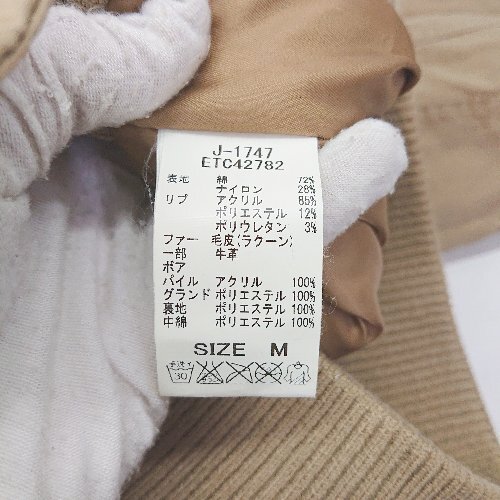 J-1747
ETC42782
表地 綿 72%
ナイロン 28%
リブ アクリル 85%
ポリエステル 12%
ポリウレタン 3%
ファー 毛皮(ラクーン)
一部 牛革
ボア
パイル アクリル 100%
グランド ポリエステル 100%
裏地 ポリエステル 100%
中綿 ポリエステル 100%
SIZE M
30